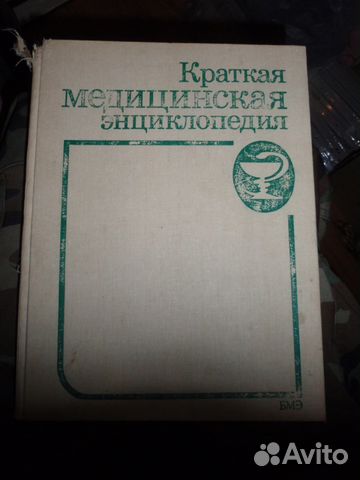 Краткая
медицинская
энциклопедия
БМЭ
Avito